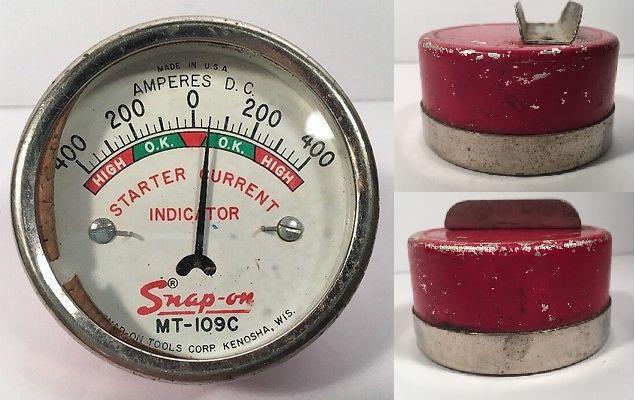 MADE IN U.S.A.
AMPERES D.C.
400 200 0 200 400
HIGH O.K. O.K. HIGH
STARTER CURRENT
INDICATOR
Snap-on ®
MT-109C
SNAP-ON TOOLS CORP. KENOSHA, WIS.